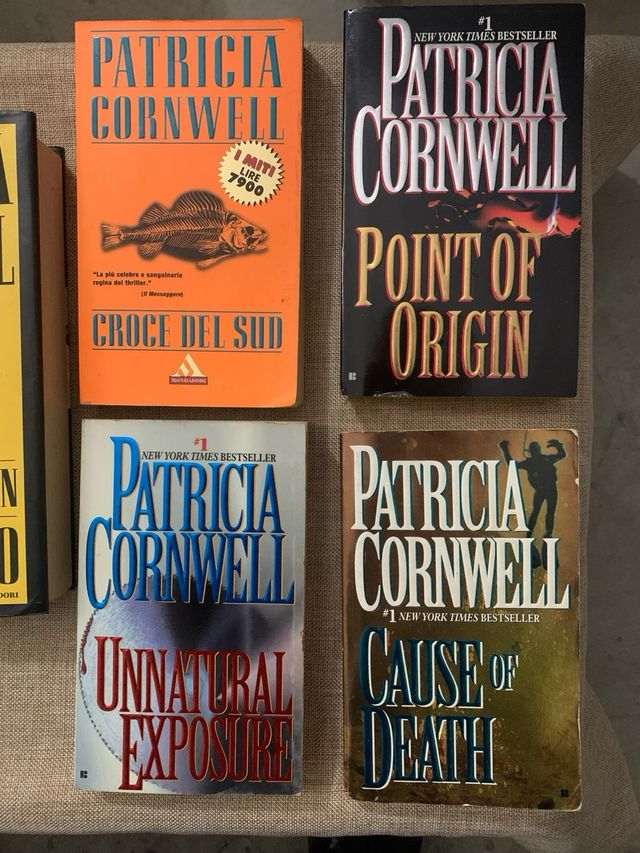 PATRICIA
CORNWELL
I MITI
LIRE
7900
"La più celebre e sanguinaria
regina del thriller."
(Il Messaggero)
CROCE DEL SUD
MONDADORI
#1
NEW YORK TIMES BESTSELLER
PATRICIA
CORNWELL
POINT OF
ORIGIN
B
A
L
N
O
DORI
#1
NEW YORK TIMES BESTSELLER
PATRICIA
CORNWELL
UNNATURAL
EXPOSURE
B
PATRICIA
CORNWELL
#1 NEW YORK TIMES BESTSELLER
CAUSE OF
DEATH
B